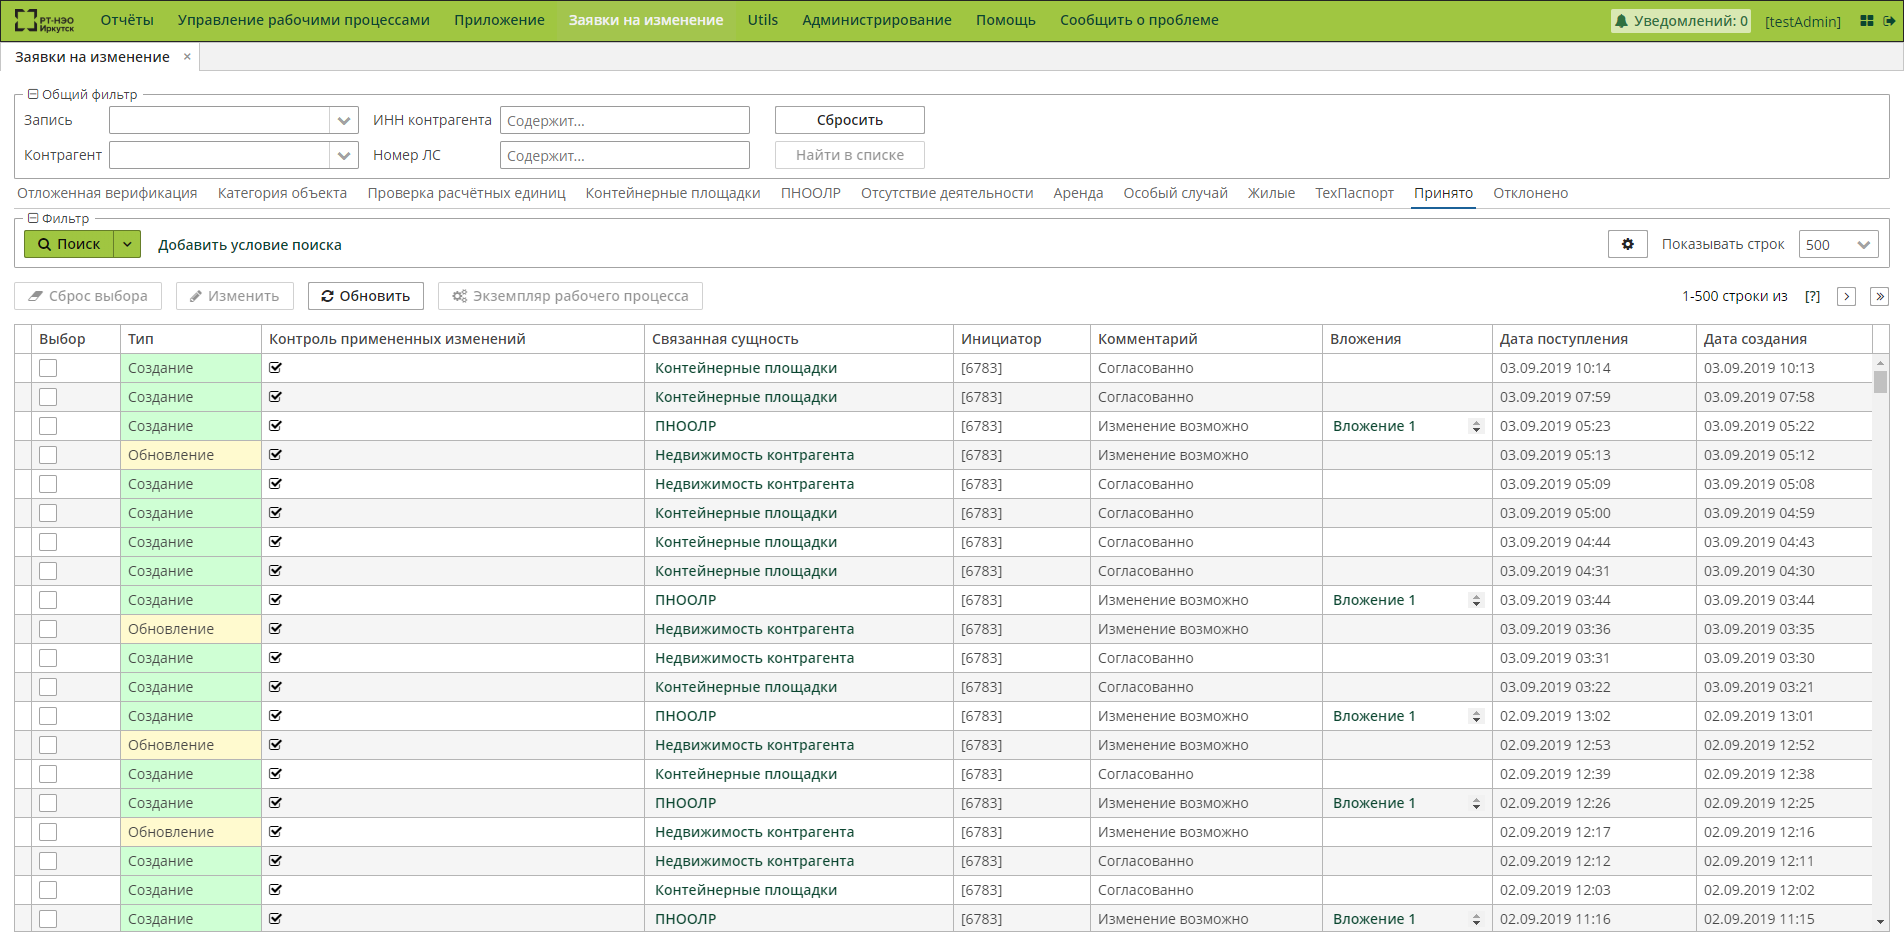 РТ-НЭО Иркутск Отчёты Управление рабочими процессами Приложение Заявки на изменение Utils Администрирование Помощь Сообщить о проблеме Уведомлений: 0 [testAdmin]
Заявки на изменение ×
Общий фильтр
Запись ИНН контрагента Содержит... Сбросить
Контрагент Номер ЛС Содержит... Найти в списке
Отложенная верификация Категория объекта Проверка расчётных единиц Контейнерные площадки ПНООЛР Отсутствие деятельности Аренда Особый случай Жилые ТехПаспорт Принято Отклонено
Фильтр
Поиск Добавить условие поиска Показывать строк 500
Сброс выбора Изменить Обновить Экземпляр рабочего процесса 1-500 строки из [?]
Выбор Тип Контроль примененных изменений Связанная сущность Инициатор Комментарий Вложения Дата поступления Дата создания
Создание Контейнерные площадки [6783] Согласованно 03.09.2019 10:14 03.09.2019 10:13
Создание Контейнерные площадки [6783] Согласованно 03.09.2019 07:59 03.09.2019 07:58
Создание ПНООЛР [6783] Изменение возможно Вложение 1 03.09.2019 05:23 03.09.2019 05:22
Обновление Недвижимость контрагента [6783] Изменение возможно 03.09.2019 05:13 03.09.2019 05:12
Создание Недвижимость контрагента [6783] Согласованно 03.09.2019 05:09 03.09.2019 05:08
Создание Контейнерные площадки [6783] Согласованно 03.09.2019 05:00 03.09.2019 04:59
Создание Контейнерные площадки [6783] Согласованно 03.09.2019 04:44 03.09.2019 04:43
Создание Контейнерные площадки [6783] Согласованно 03.09.2019 04:31 03.09.2019 04:30
Создание ПНООЛР [6783] Изменение возможно Вложение 1 03.09.2019 03:44 03.09.2019 03:44
Обновление Недвижимость контрагента [6783] Изменение возможно 03.09.2019 03:36 03.09.2019 03:35
Создание Недвижимость контрагента [6783] Согласованно 03.09.2019 03:31 03.09.2019 03:30
Создание Контейнерные площадки [6783] Согласованно 03.09.2019 03:22 03.09.2019 03:21
Создание ПНООЛР [6783] Изменение возможно Вложение 1 02.09.2019 13:02 02.09.2019 13:01
Обновление Недвижимость контрагента [6783] Изменение возможно 02.09.2019 12:53 02.09.2019 12:52
Создание Контейнерные площадки [6783] Согласованно 02.09.2019 12:39 02.09.2019 12:38
Создание ПНООЛР [6783] Изменение возможно Вложение 1 02.09.2019 12:26 02.09.2019 12:25
Обновление Недвижимость контрагента [6783] Изменение возможно 02.09.2019 12:17 02.09.2019 12:16
Создание Недвижимость контрагента [6783] Согласованно 02.09.2019 12:12 02.09.2019 12:11
Создание Контейнерные площадки [6783] Согласованно 02.09.2019 12:03 02.09.2019 12:02
Создание ПНООЛР [6783] Изменение возможно Вложение 1 02.09.2019 11:16 02.09.2019 11:15